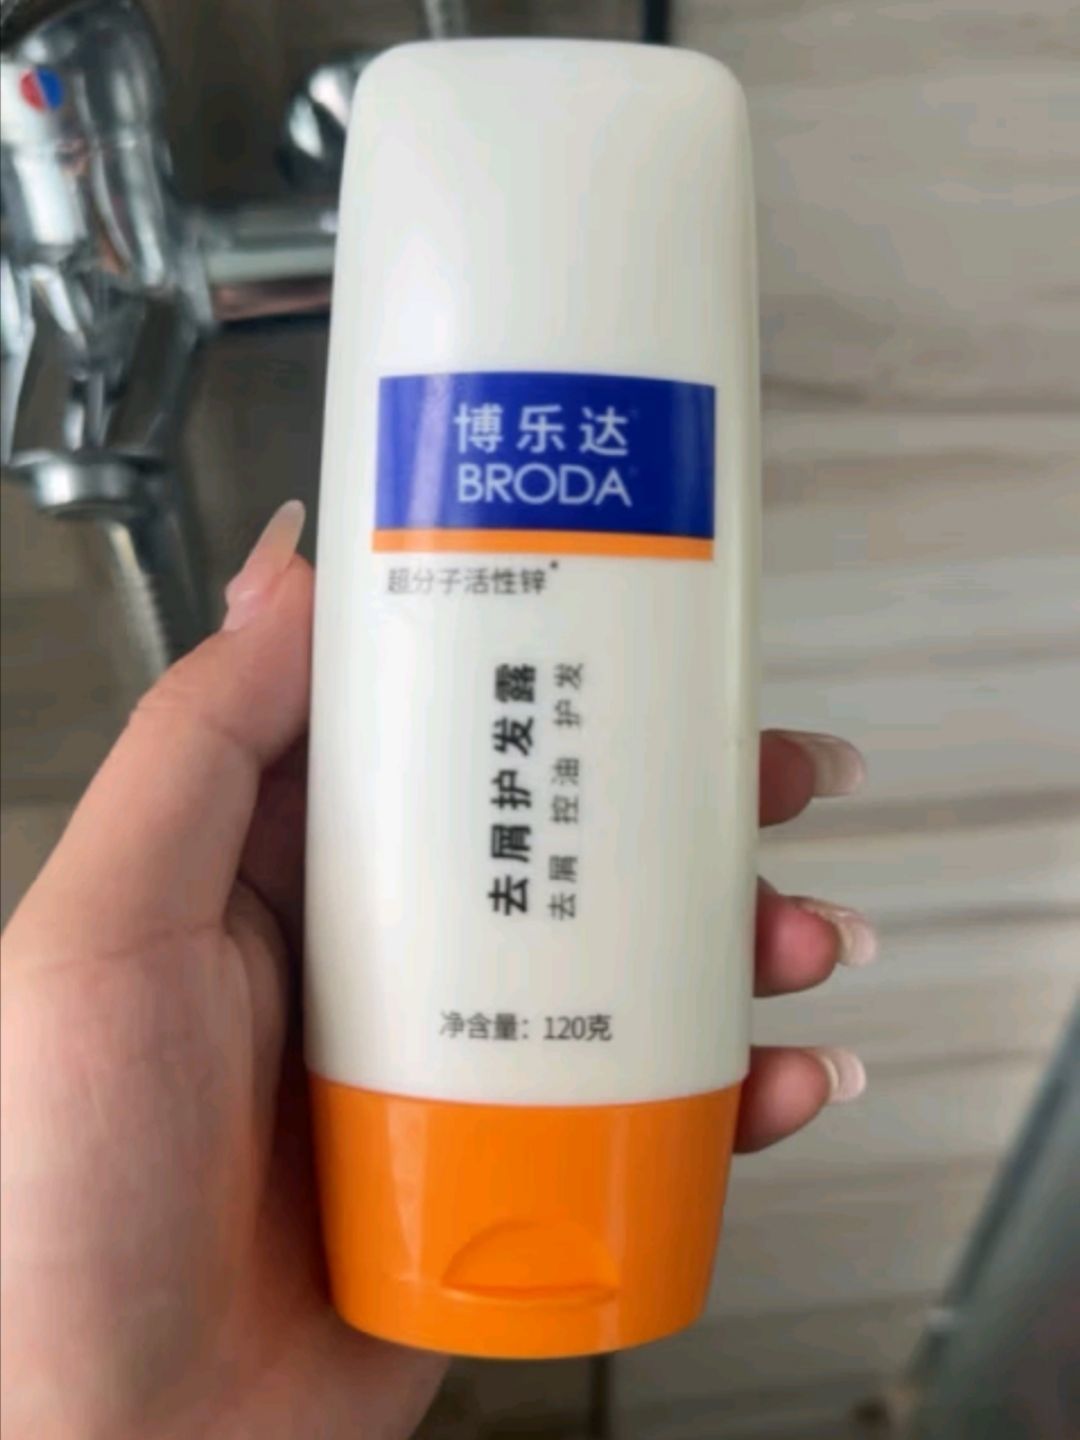 博乐达
BRODA
超分子活性锌*
去屑护发露
去屑 控油 护发
净含量：120克